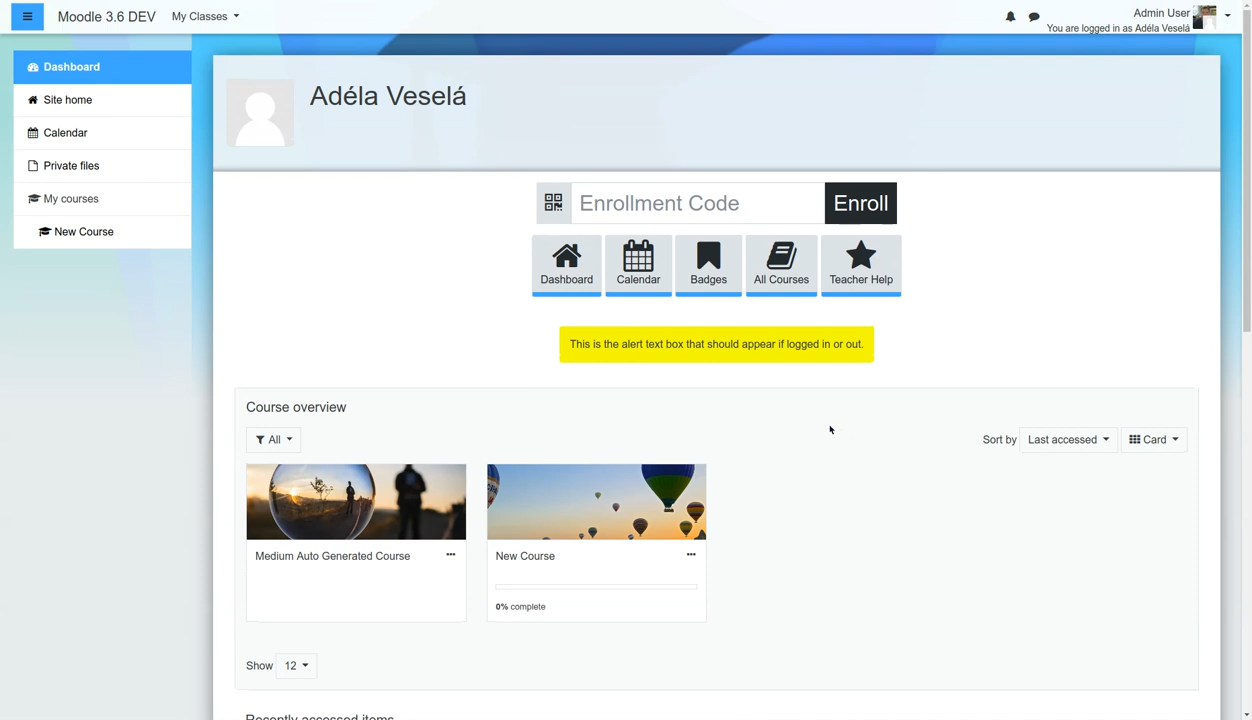 Moodle 3.6 DEV
My Classes
Admin User
You are logged in as Adéla Veselá
Dashboard
Site home
Calendar
Private files
My courses
New Course
Adéla Veselá
Enrollment Code
Enroll
Dashboard
Calendar
Badges
All Courses
Teacher Help
This is the alert text box that should appear if logged in or out.
Course overview
All
Sort by
Last accessed
Card
Medium Auto Generated Course
New Course
0% complete
Show
12
Recently accessed items